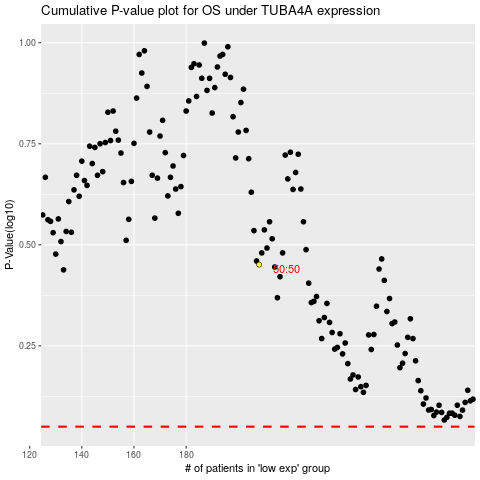 Cumulative P-value plot for OS under TUBA4A expression
P-Value(log10)
1.00
0.75
0.50
0.25
50:50
120 140 160 180
# of patients in 'low exp' group